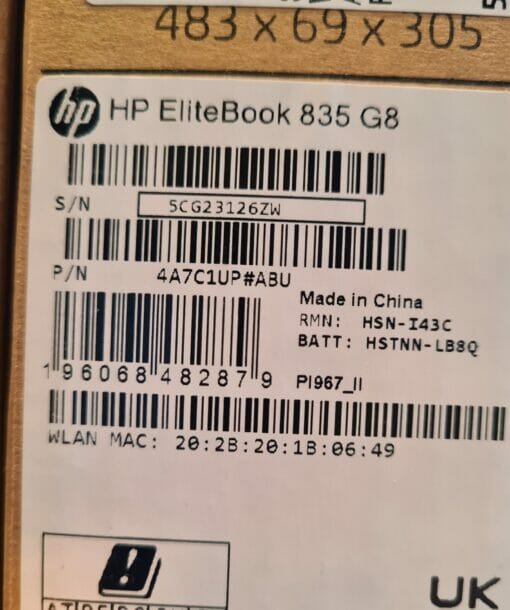 483 x 69 x 305
hp HP EliteBook 835 G8
S/N 5CG23126ZW
P/N 4A7C1UP#ABU
Made in China
RMN: HSN-I43C
BATT: HSTNN-LB8Q
1 96068 48287 9 PI967_II
WLAN MAC: 20:2B:20:1B:06:49
UK